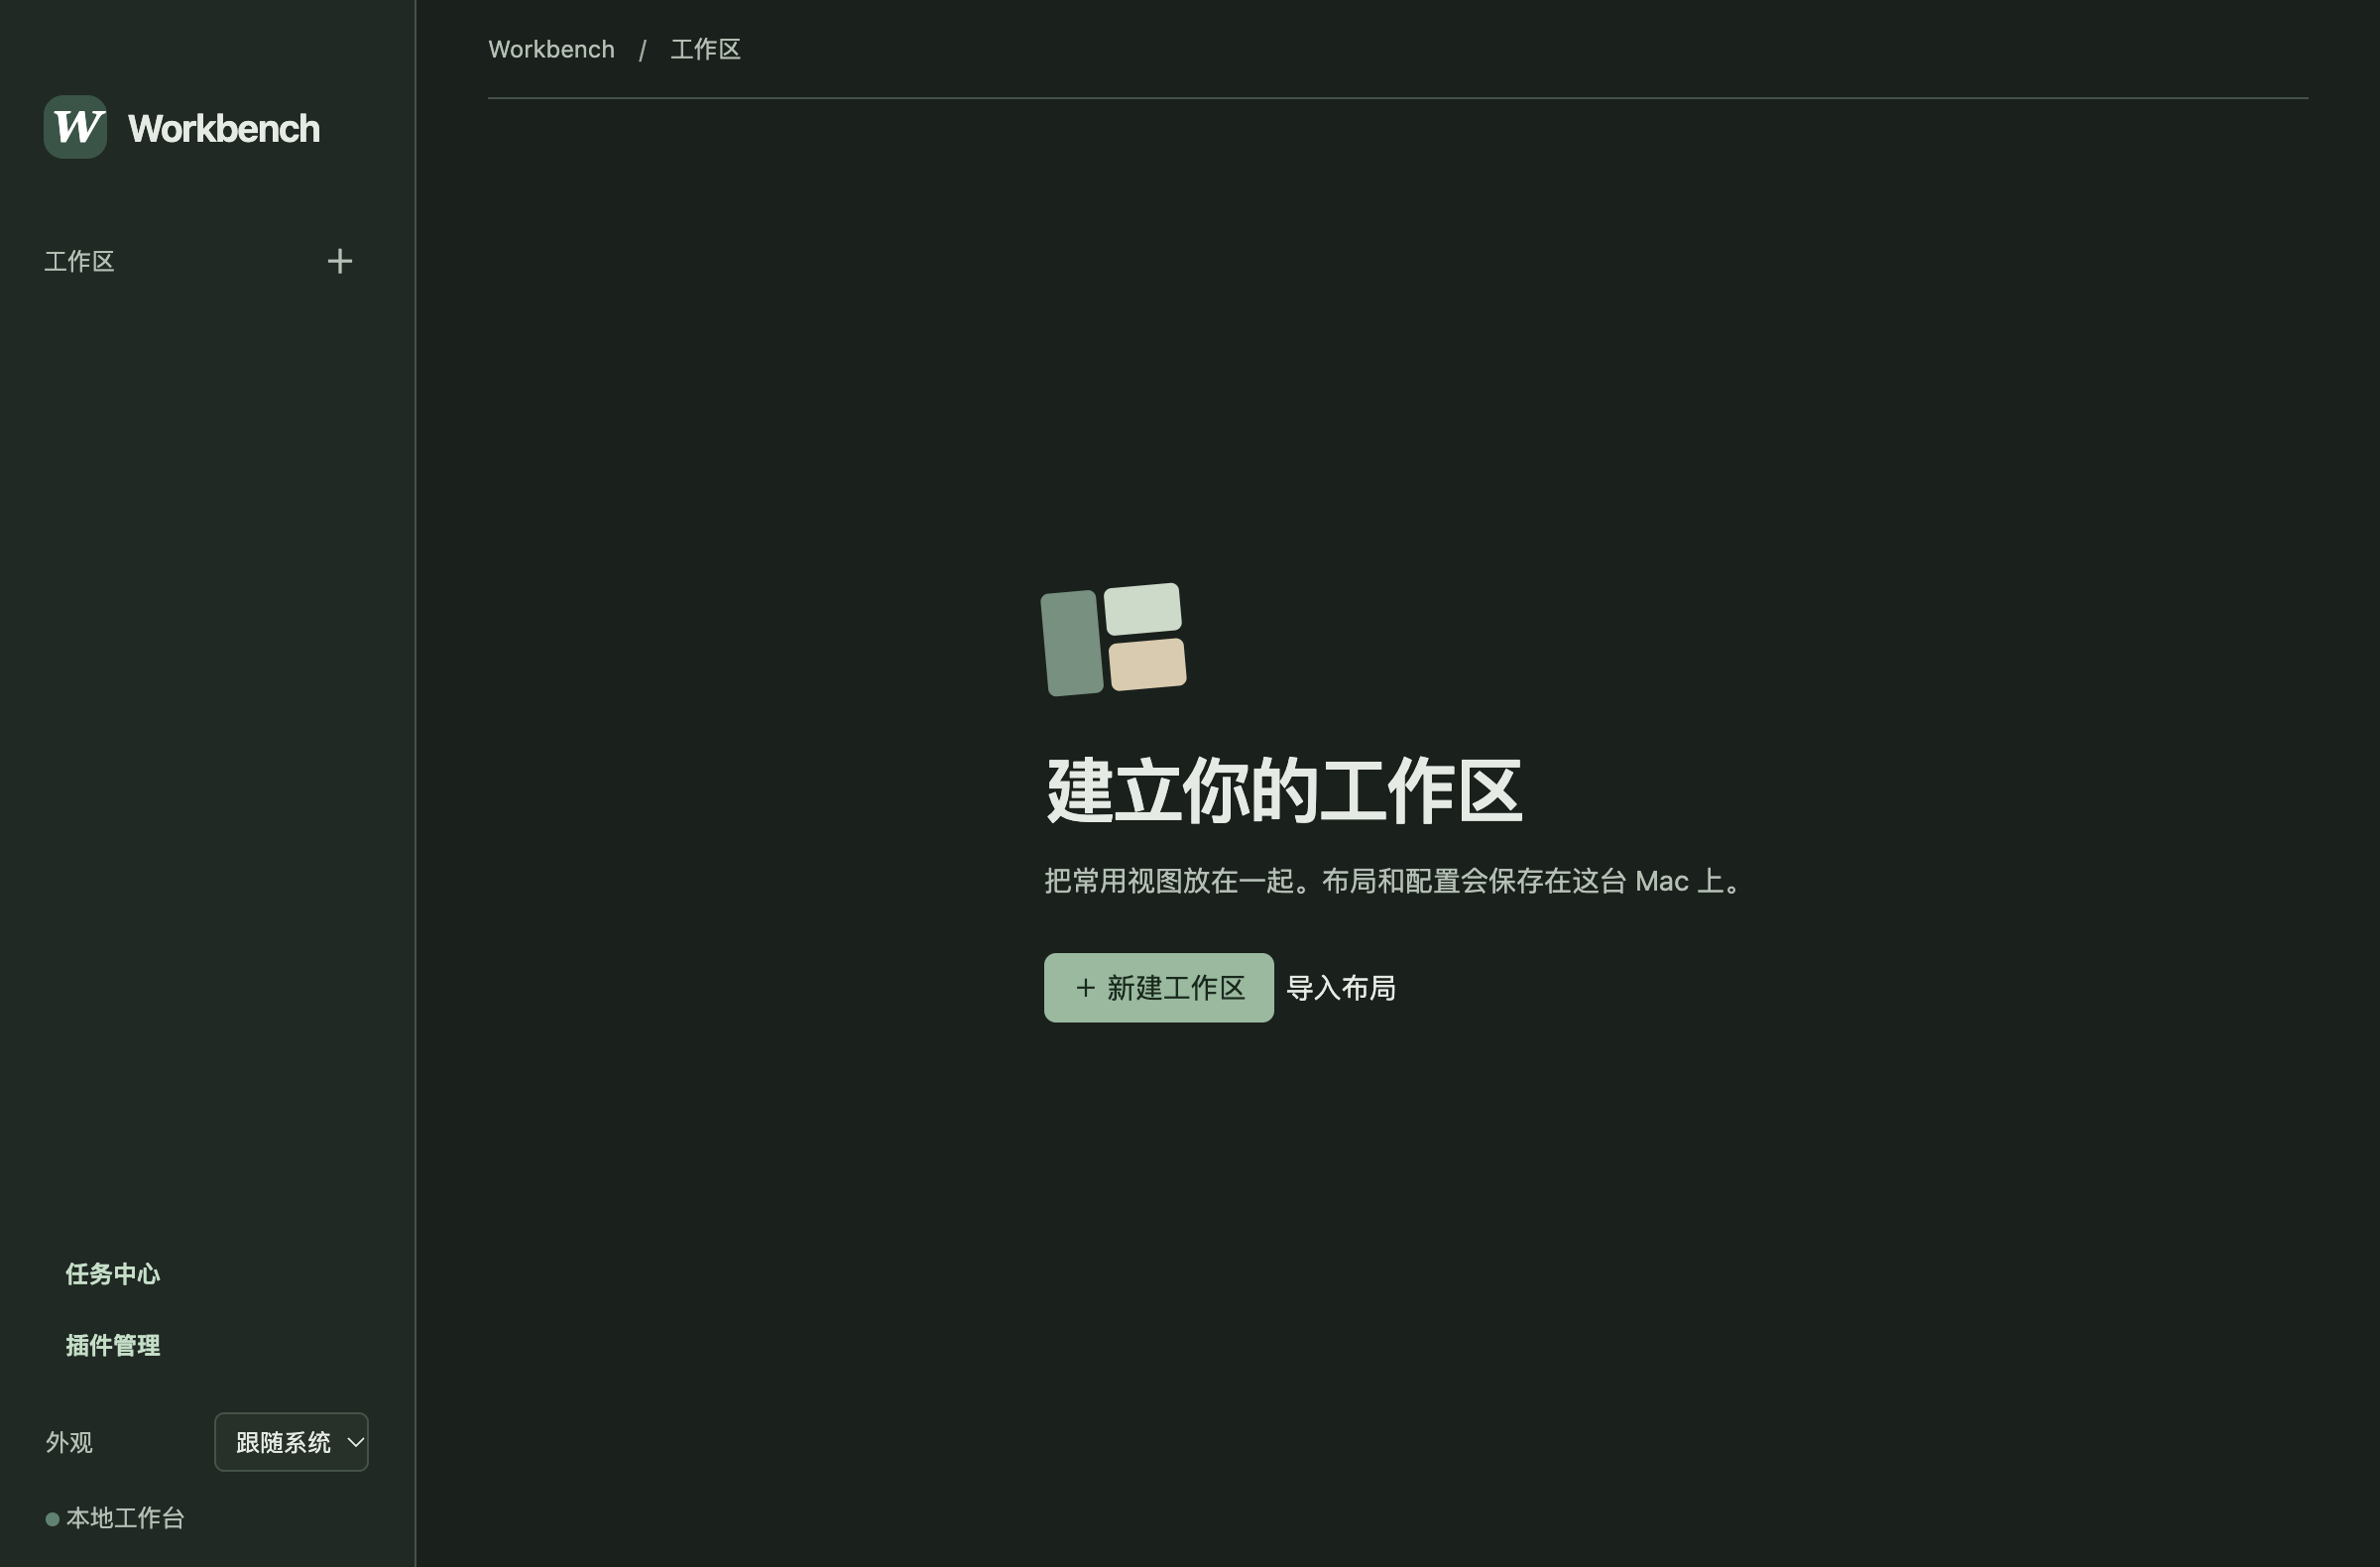 Workbench / 工作区
W Workbench
工作区 +
建立你的工作区
把常用视图放在一起。布局和配置会保存在这台 Mac 上。
+ 新建工作区 导入布局
任务中心
插件管理
外观 跟随系统
本地工作台